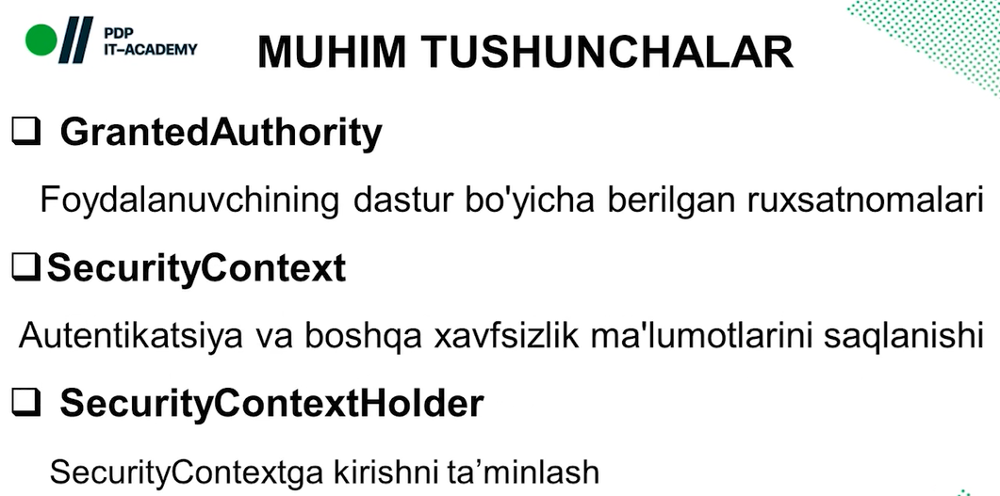 PDP
IT-ACADEMY
MUHIM TUSHUNCHALAR
GrantedAuthority
Foydalanuvchining dastur bo'yicha berilgan ruxsatnomalari
SecurityContext
Autentikatsiya va boshqa xavfsizlik ma'lumotlarini saqlanishi
SecurityContextHolder
SecurityContextga kirishni ta’minlash